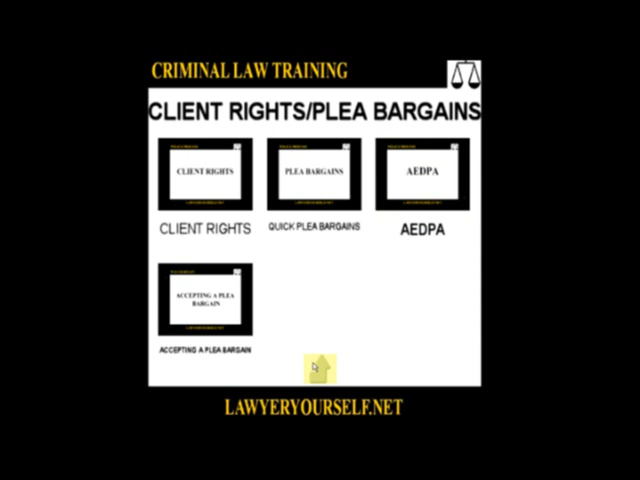 CRIMINAL LAW TRAINING
CLIENT RIGHTS/PLEA BARGAINS
CLIENT RIGHTS
PLEA BARGAINS
AEDPA
CLIENT RIGHTS
QUICK PLEA BARGAINS
AEDPA
ACCEPTING A PLEA
BARGAIN
ACCEPTING A PLEA BARGAIN
LAWYERYOURSELF.NET